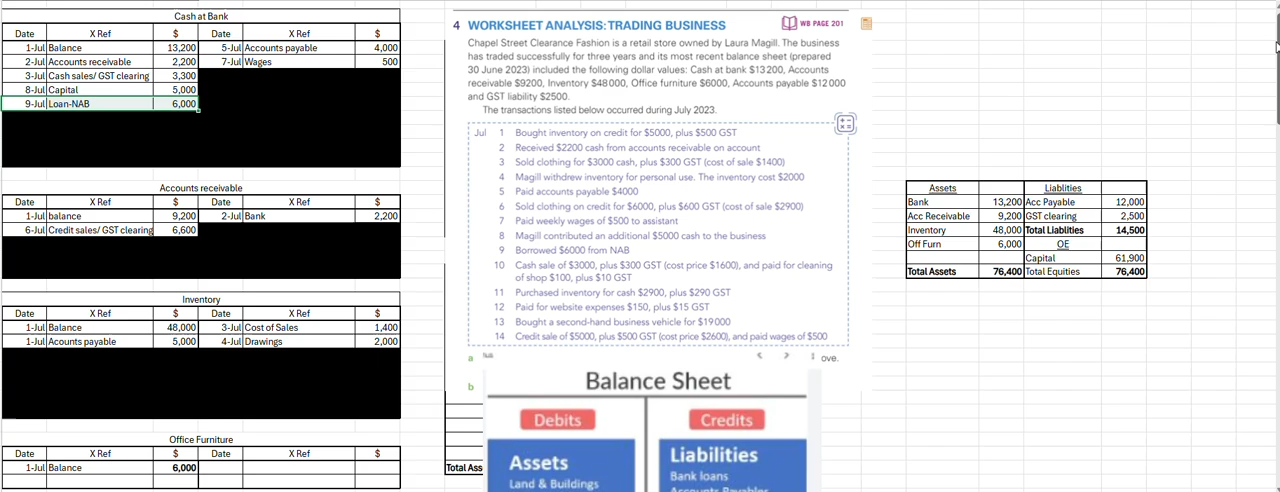 Cash at Bank
Date X Ref $ Date X Ref $
1-Jul Balance 13,200 5-Jul Accounts payable 4,000
2-Jul Accounts receivable 2,200 7-Jul Wages 500
3-Jul Cash sales/ GST clearing 3,300
8-Jul Capital 5,000
9-Jul Loan-NAB 6,000
Accounts receivable
Date X Ref $ Date X Ref $
1-Jul balance 9,200 2-Jul Bank 2,200
6-Jul Credit sales/ GST clearing 6,600
Inventory
Date X Ref $ Date X Ref $
1-Jul Balance 48,000 3-Jul Cost of Sales 1,400
1-Jul Acounts payable 5,000 4-Jul Drawings 2,000
Office Furniture
Date X Ref $ Date X Ref $
1-Jul Balance 6,000
4 WORKSHEET ANALYSIS: TRADING BUSINESS WB PAGE 201
Chapel Street Clearance Fashion is a retail store owned by Laura Magill. The business
has traded successfully for three years and its most recent balance sheet (prepared
30 June 2023) included the following dollar values: Cash at bank $13200, Accounts
receivable $9200, Inventory $48000, Office furniture $6000, Accounts payable $12000
and GST liability $2500.
The transactions listed below occurred during July 2023.
Jul 1 Bought inventory on credit for $5000, plus $500 GST
2 Received $2200 cash from accounts receivable on account
3 Sold clothing for $3000 cash, plus $300 GST (cost of sale $1400)
4 Magill withdrew inventory for personal use. The inventory cost $2000
5 Paid accounts payable $4000
6 Sold clothing on credit for $6000, plus $600 GST (cost of sale $2900)
7 Paid weekly wages of $500 to assistant
8 Magill contributed an additional $5000 cash to the business
9 Borrowed $6000 from NAB
10 Cash sale of $3000, plus $300 GST (cost price $1600), and paid for cleaning
of shop $100, plus $10 GST
11 Purchased inventory for cash $2900, plus $290 GST
12 Paid for website expenses $150, plus $15 GST
13 Bought a second-hand business vehicle for $19000
14 Credit sale of $5000, plus $500 GST (cost price $2600), and paid wages of $500
a ove.
b
Total Ass
Balance Sheet
Debits Credits
Assets
Land & Buildings
Liabilities
Bank loans
Accounts Payables
Assets Liablities
Bank 13,200 Acc Payable 12,000
Acc Receivable 9,200 GST clearing 2,500
Inventory 48,000 Total Liablities 14,500
Off Furn 6,000 OE
Capital 61,900
Total Assets 76,400 Total Equities 76,400